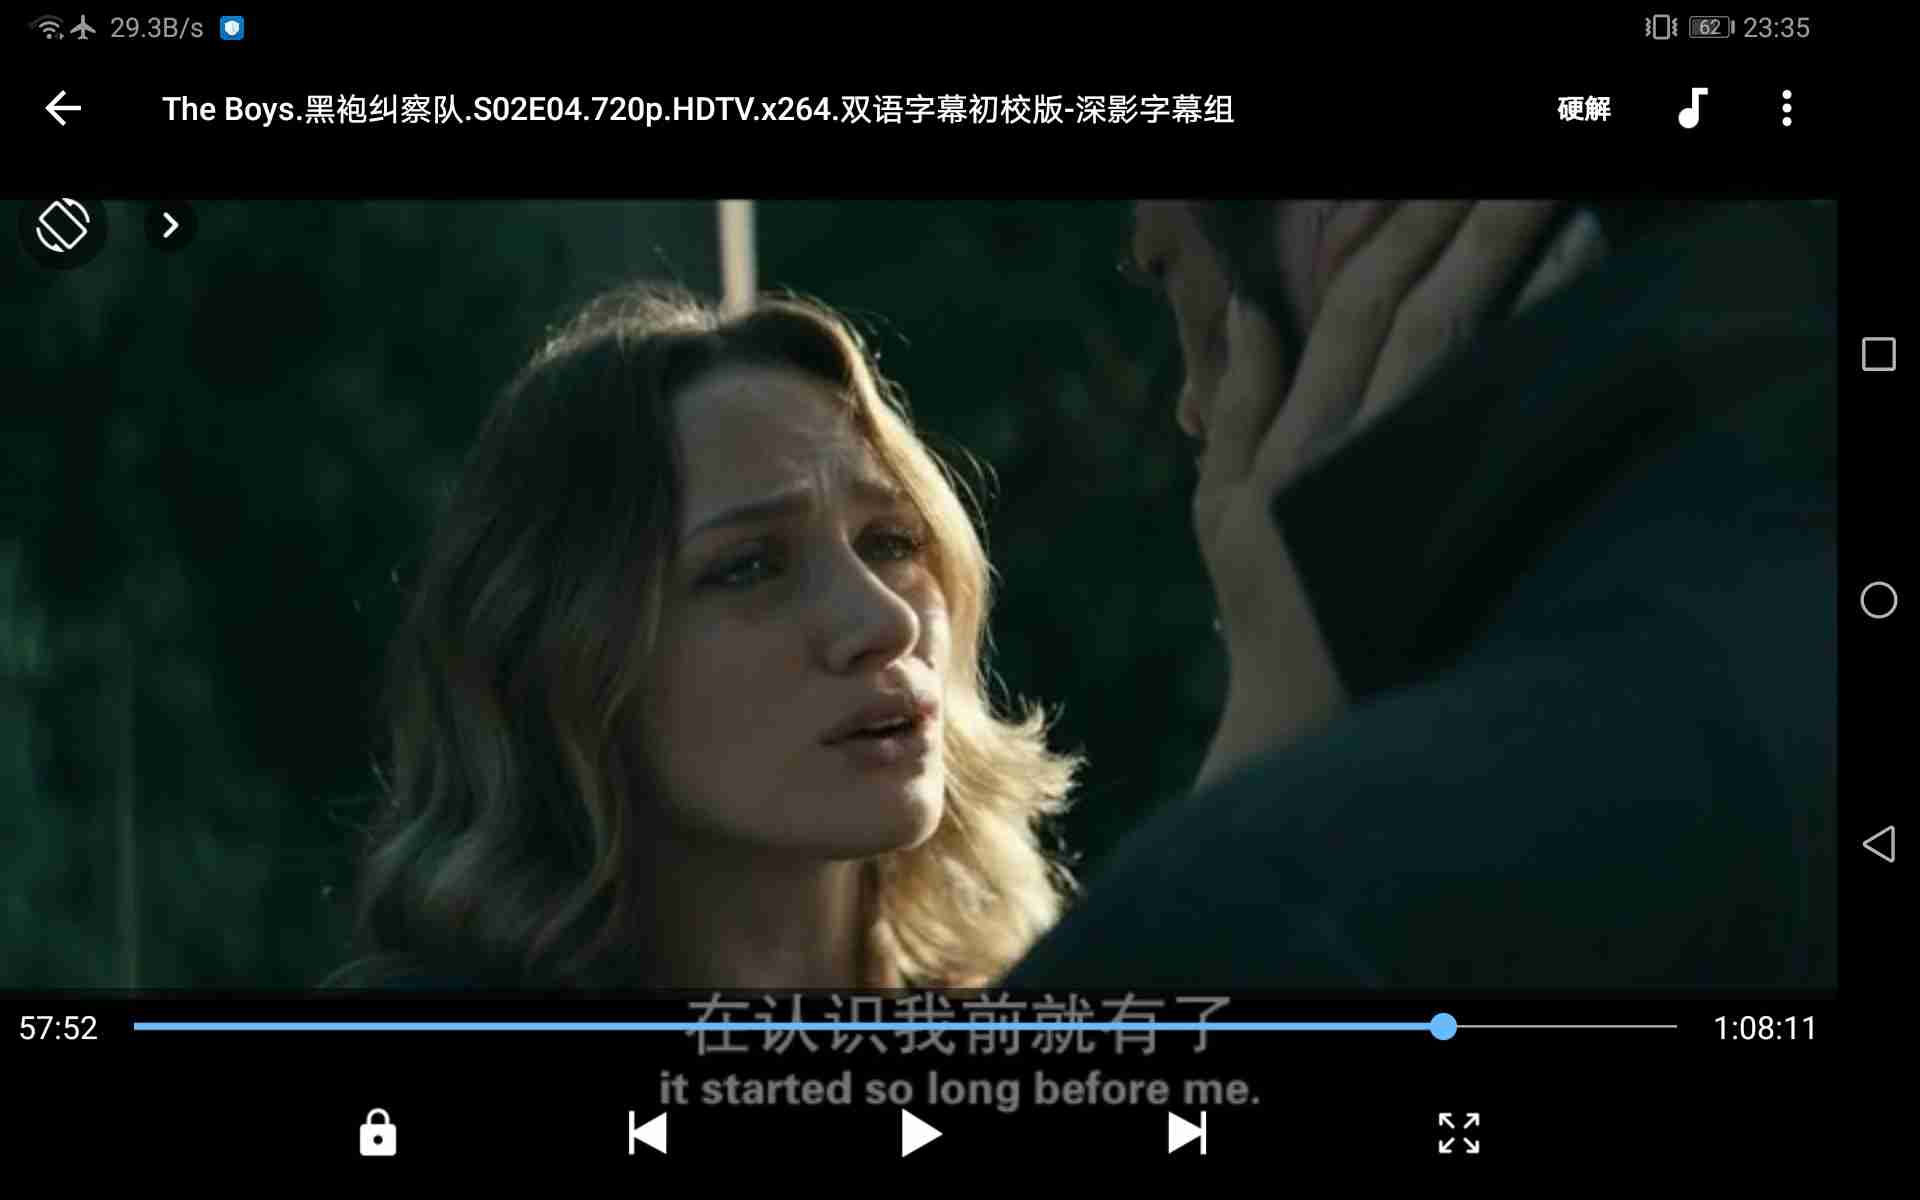 29.3B/s
62 23:35
The Boys.黑袍纠察队.S02E04.720p.HDTV.x264.双语字幕初校版-深影字幕组
硬解
在认识我前就有了
57:52
1:08:11
it started so long before me.